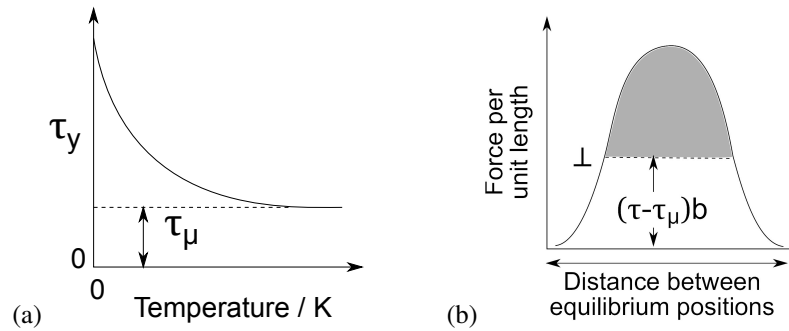 τy
τμ
0
0
Temperature / K
(a)
Force per
unit length
⊥
(τ-τμ)b
Distance between
equilibrium positions
(b)